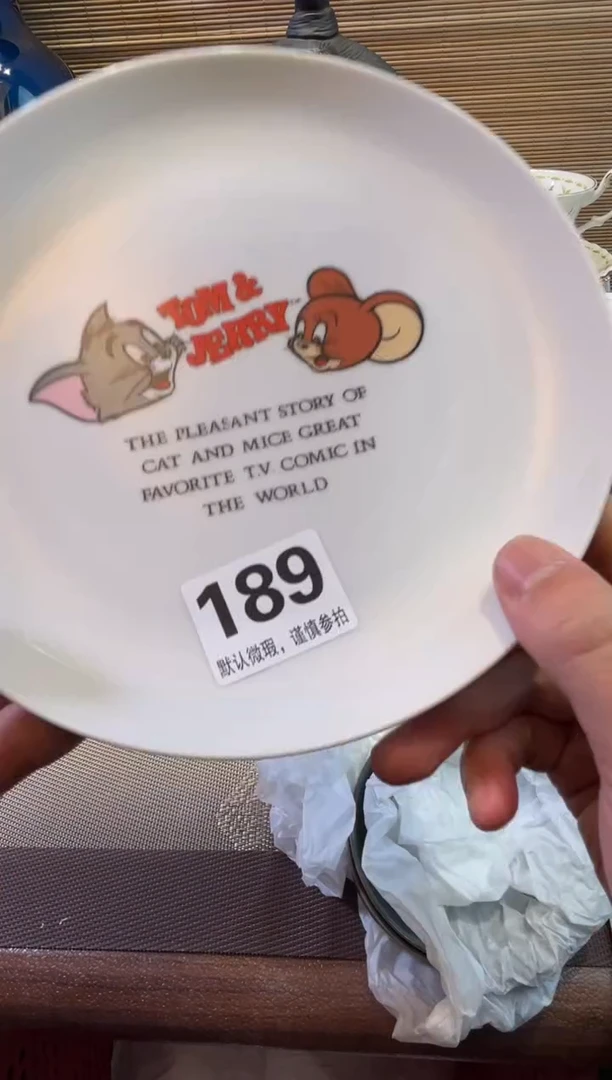 TOM &
JERRY™
THE PLEASANT STORY OF
CAT AND MICE GREAT
FAVORITE T.V COMIC IN
THE WORLD
189
默认微瑕，谨慎参拍